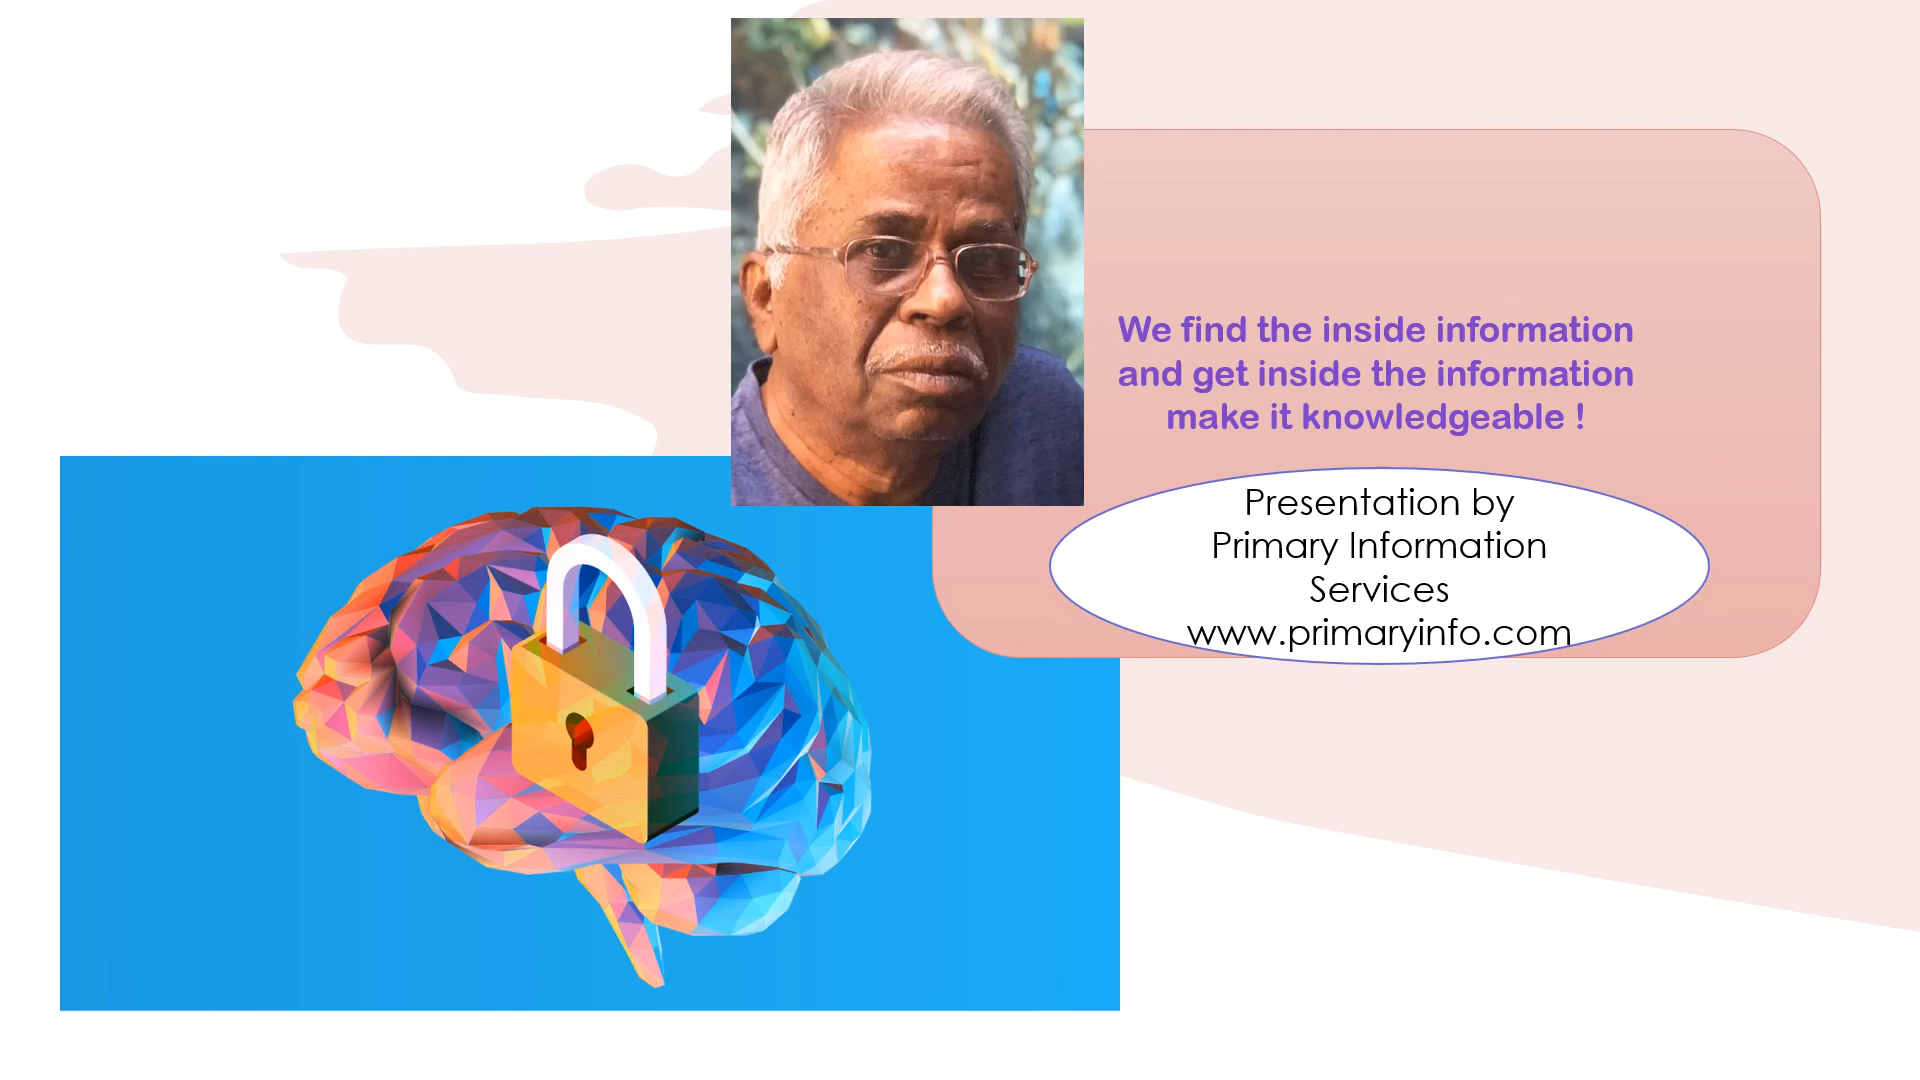 We find the inside information
and get inside the information
make it knowledgeable !
Presentation by
Primary Information
Services
www.primaryinfo.com